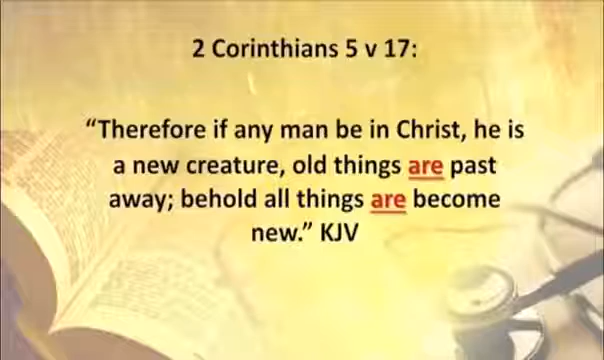 2 Corinthians 5 v 17:
“Therefore if any man be in Christ, he is
a new creature, old things are past
away; behold all things are become
new.” KJV